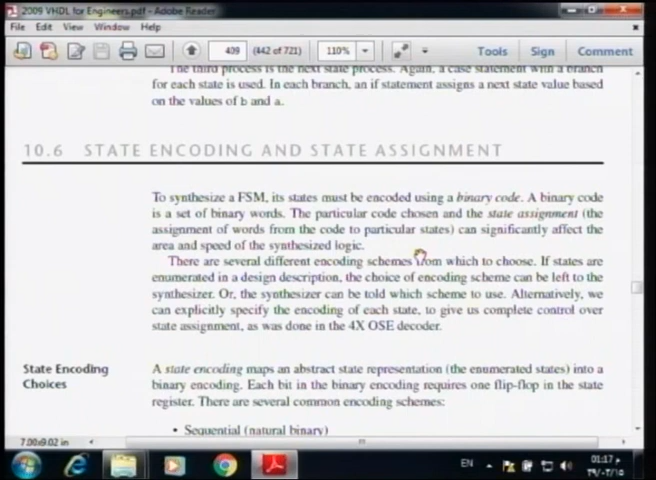 2009 VHDL for Engineers.pdf - Adobe Reader
File Edit View Window Help
409 (442 of 721) 110% Tools Sign Comment
The third process is the next state process. Again, a case statement with a branch
for each state is used. In each branch, an if statement assigns a next state value based
on the values of b and a.
10.6 STATE ENCODING AND STATE ASSIGNMENT
To synthesize a FSM, its states must be encoded using a binary code. A binary code
is a set of binary words. The particular code chosen and the state assignment (the
assignment of words from the code to particular states) can significantly affect the
area and speed of the synthesized logic.
There are several different encoding schemes from which to choose. If states are
enumerated in a design description, the choice of encoding scheme can be left to the
synthesizer. Or, the synthesizer can be told which scheme to use. Alternatively, we
can explicitly specify the encoding of each state, to give us complete control over
state assignment, as was done in the 4X OSE decoder.
State Encoding
Choices
A state encoding maps an abstract state representation (the enumerated states) into a
binary encoding. Each bit in the binary encoding requires one flip-flop in the state
register. There are several common encoding schemes:
• Sequential (natural binary)
7.00x9.02 in
EN
01:17 م